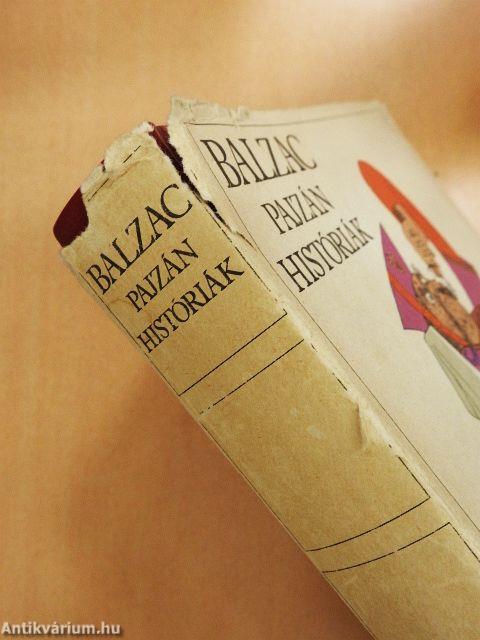 BALZAC
PAJZÁN
HISTÓRIÁK
BALZAC
PAJZÁN
HISTÓRIÁK
Antikvárium.hu